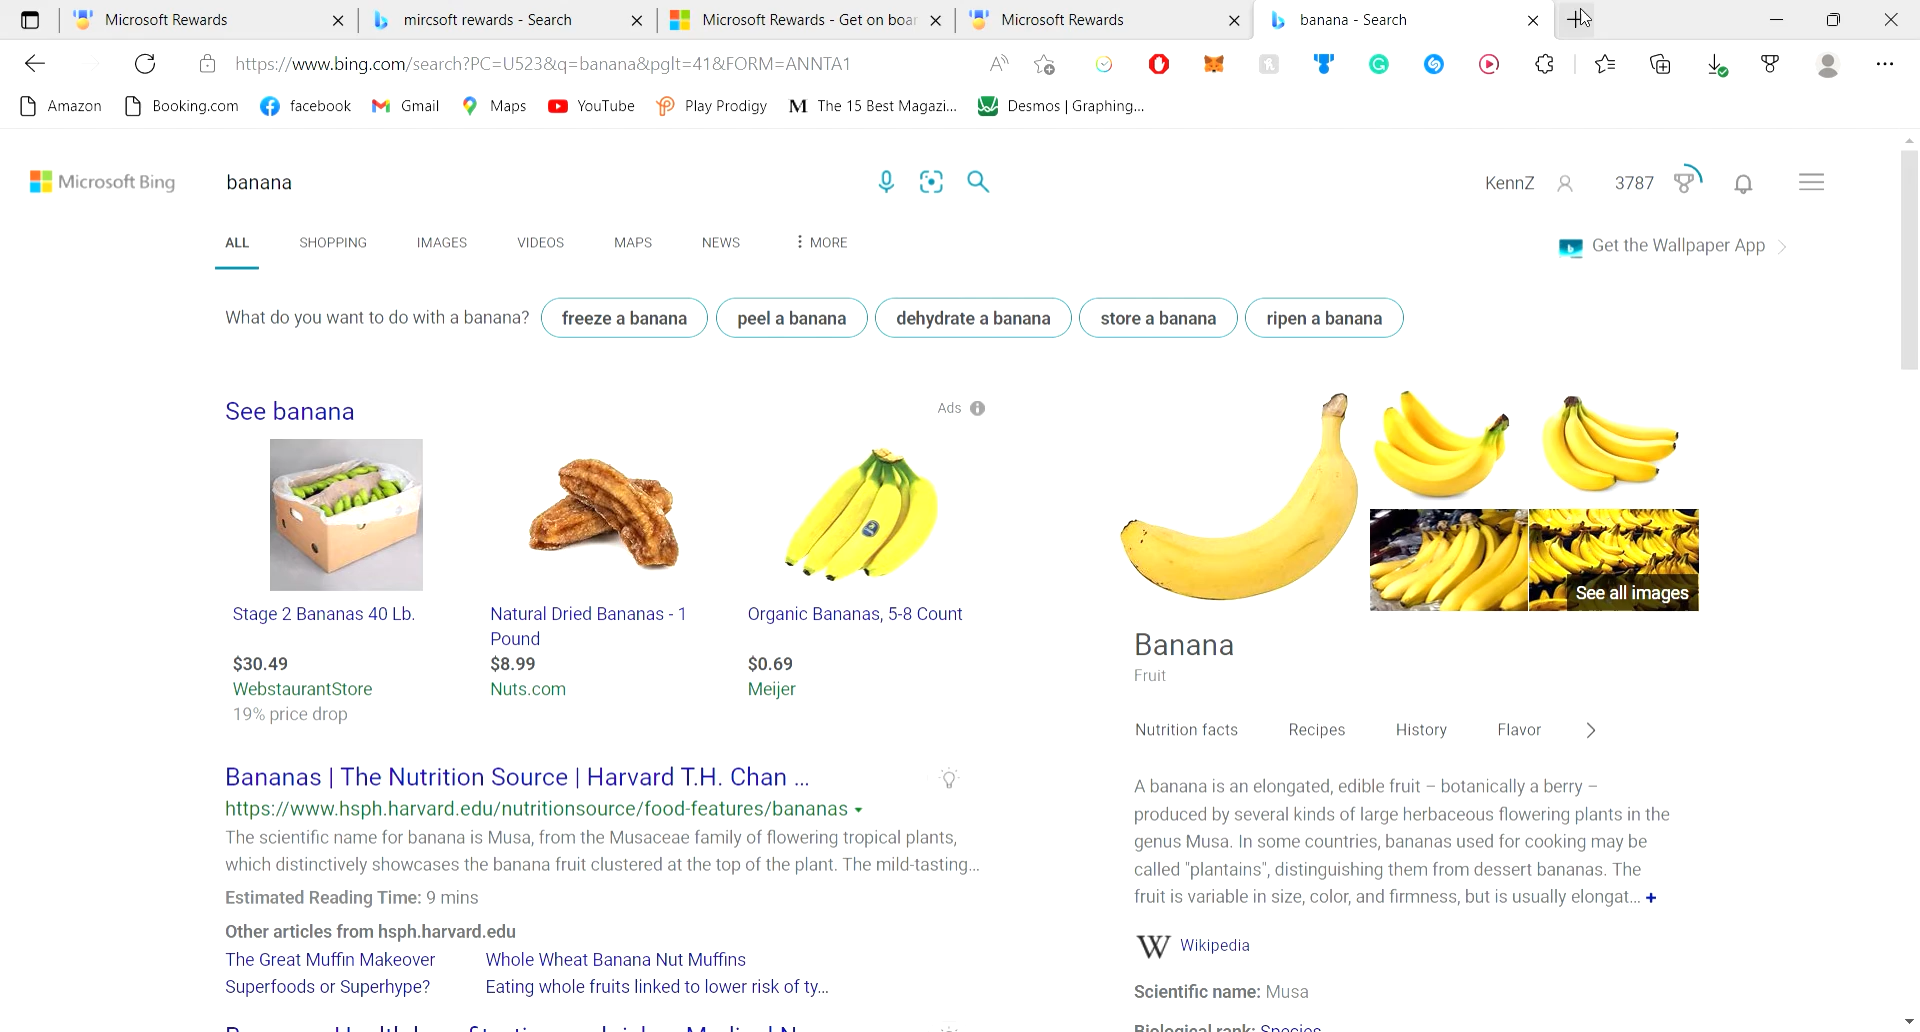 Microsoft Rewards
mircsoft rewards - Search
Microsoft Rewards - Get on boar
Microsoft Rewards
banana - Search
https://www.bing.com/search?PC=U523&q=banana&pglt=41&FORM=ANNTA1
Amazon
Booking.com
facebook
Gmail
Maps
YouTube
Play Prodigy
The 15 Best Magazi...
Desmos | Graphing...
Microsoft Bing
banana
KennZ
3787
ALL
SHOPPING
IMAGES
VIDEOS
MAPS
NEWS
MORE
Get the Wallpaper App
What do you want to do with a banana?
freeze a banana
peel a banana
dehydrate a banana
store a banana
ripen a banana
See banana
Ads
Stage 2 Bananas 40 Lb.
$30.49
WebstaurantStore
19% price drop
Natural Dried Bananas - 1
Pound
$8.99
Nuts.com
Organic Bananas, 5-8 Count
$0.69
Meijer
Bananas | The Nutrition Source | Harvard T.H. Chan ...
https://www.hsph.harvard.edu/nutritionsource/food-features/bananas
The scientific name for banana is Musa, from the Musaceae family of flowering tropical plants,
which distinctively showcases the banana fruit clustered at the top of the plant. The mild-tasting...
Estimated Reading Time: 9 mins
Other articles from hsph.harvard.edu
The Great Muffin Makeover
Whole Wheat Banana Nut Muffins
Superfoods or Superhype?
Eating whole fruits linked to lower risk of ty...
See all images
Banana
Fruit
Nutrition facts
Recipes
History
Flavor
A banana is an elongated, edible fruit – botanically a berry –
produced by several kinds of large herbaceous flowering plants in the
genus Musa. In some countries, bananas used for cooking may be
called "plantains", distinguishing them from dessert bananas. The
fruit is variable in size, color, and firmness, but is usually elongat... +
Wikipedia
Scientific name: Musa
Biological rank: Species